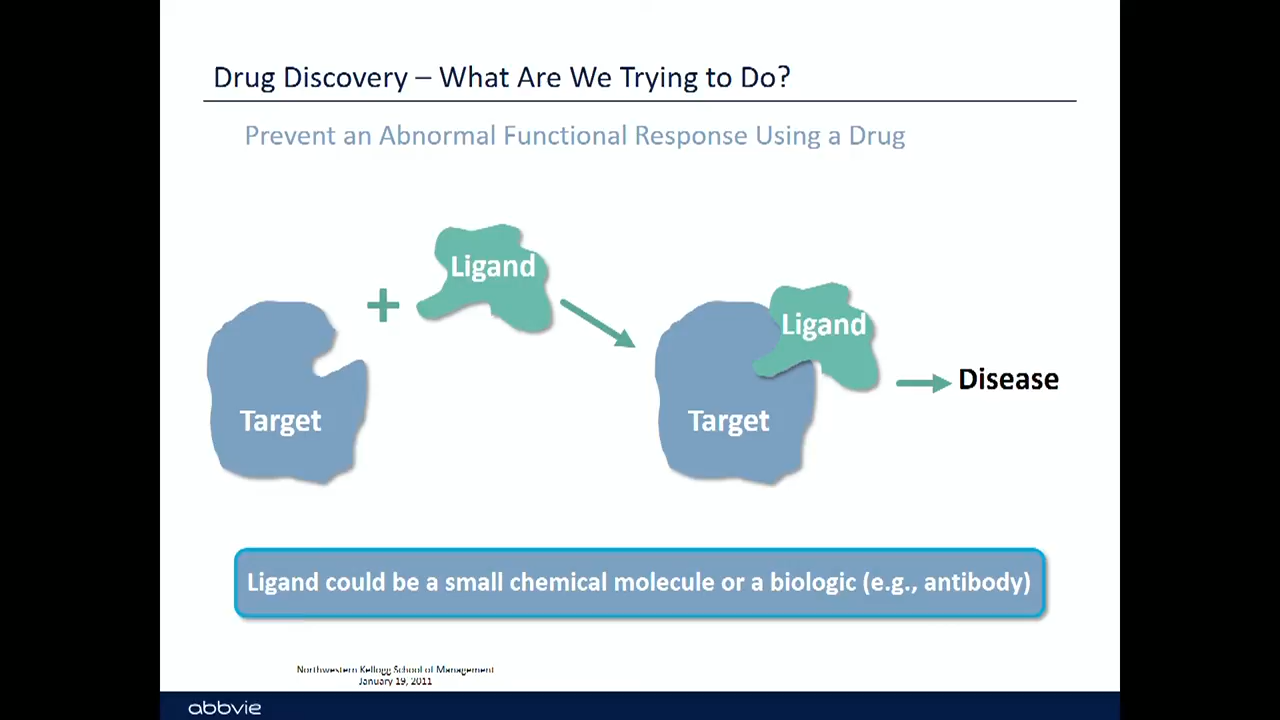 Drug Discovery – What Are We Trying to Do?
Prevent an Abnormal Functional Response Using a Drug
Ligand
+
Target
Ligand
Target
Disease
Ligand could be a small chemical molecule or a biologic (e.g., antibody)
Northwestern Kellogg School of Management
January 19, 2011
abbvie